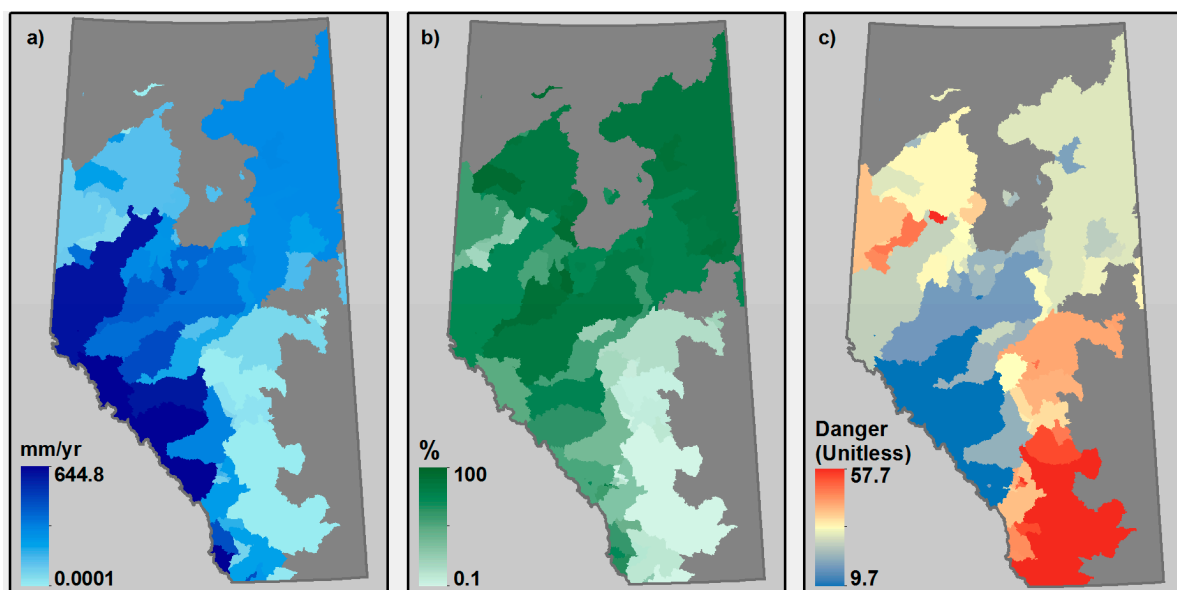 a)
mm/yr
644.8
0.0001
b)
%
100
0.1
c)
Danger
(Unitless)
57.7
9.7